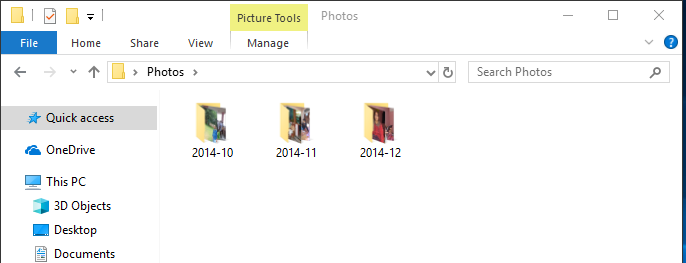 Picture Tools Photos
File Home Share View Manage
Photos
Search Photos
Quick access
OneDrive
This PC
3D Objects
Desktop
Documents
2014-10 2014-11 2014-12